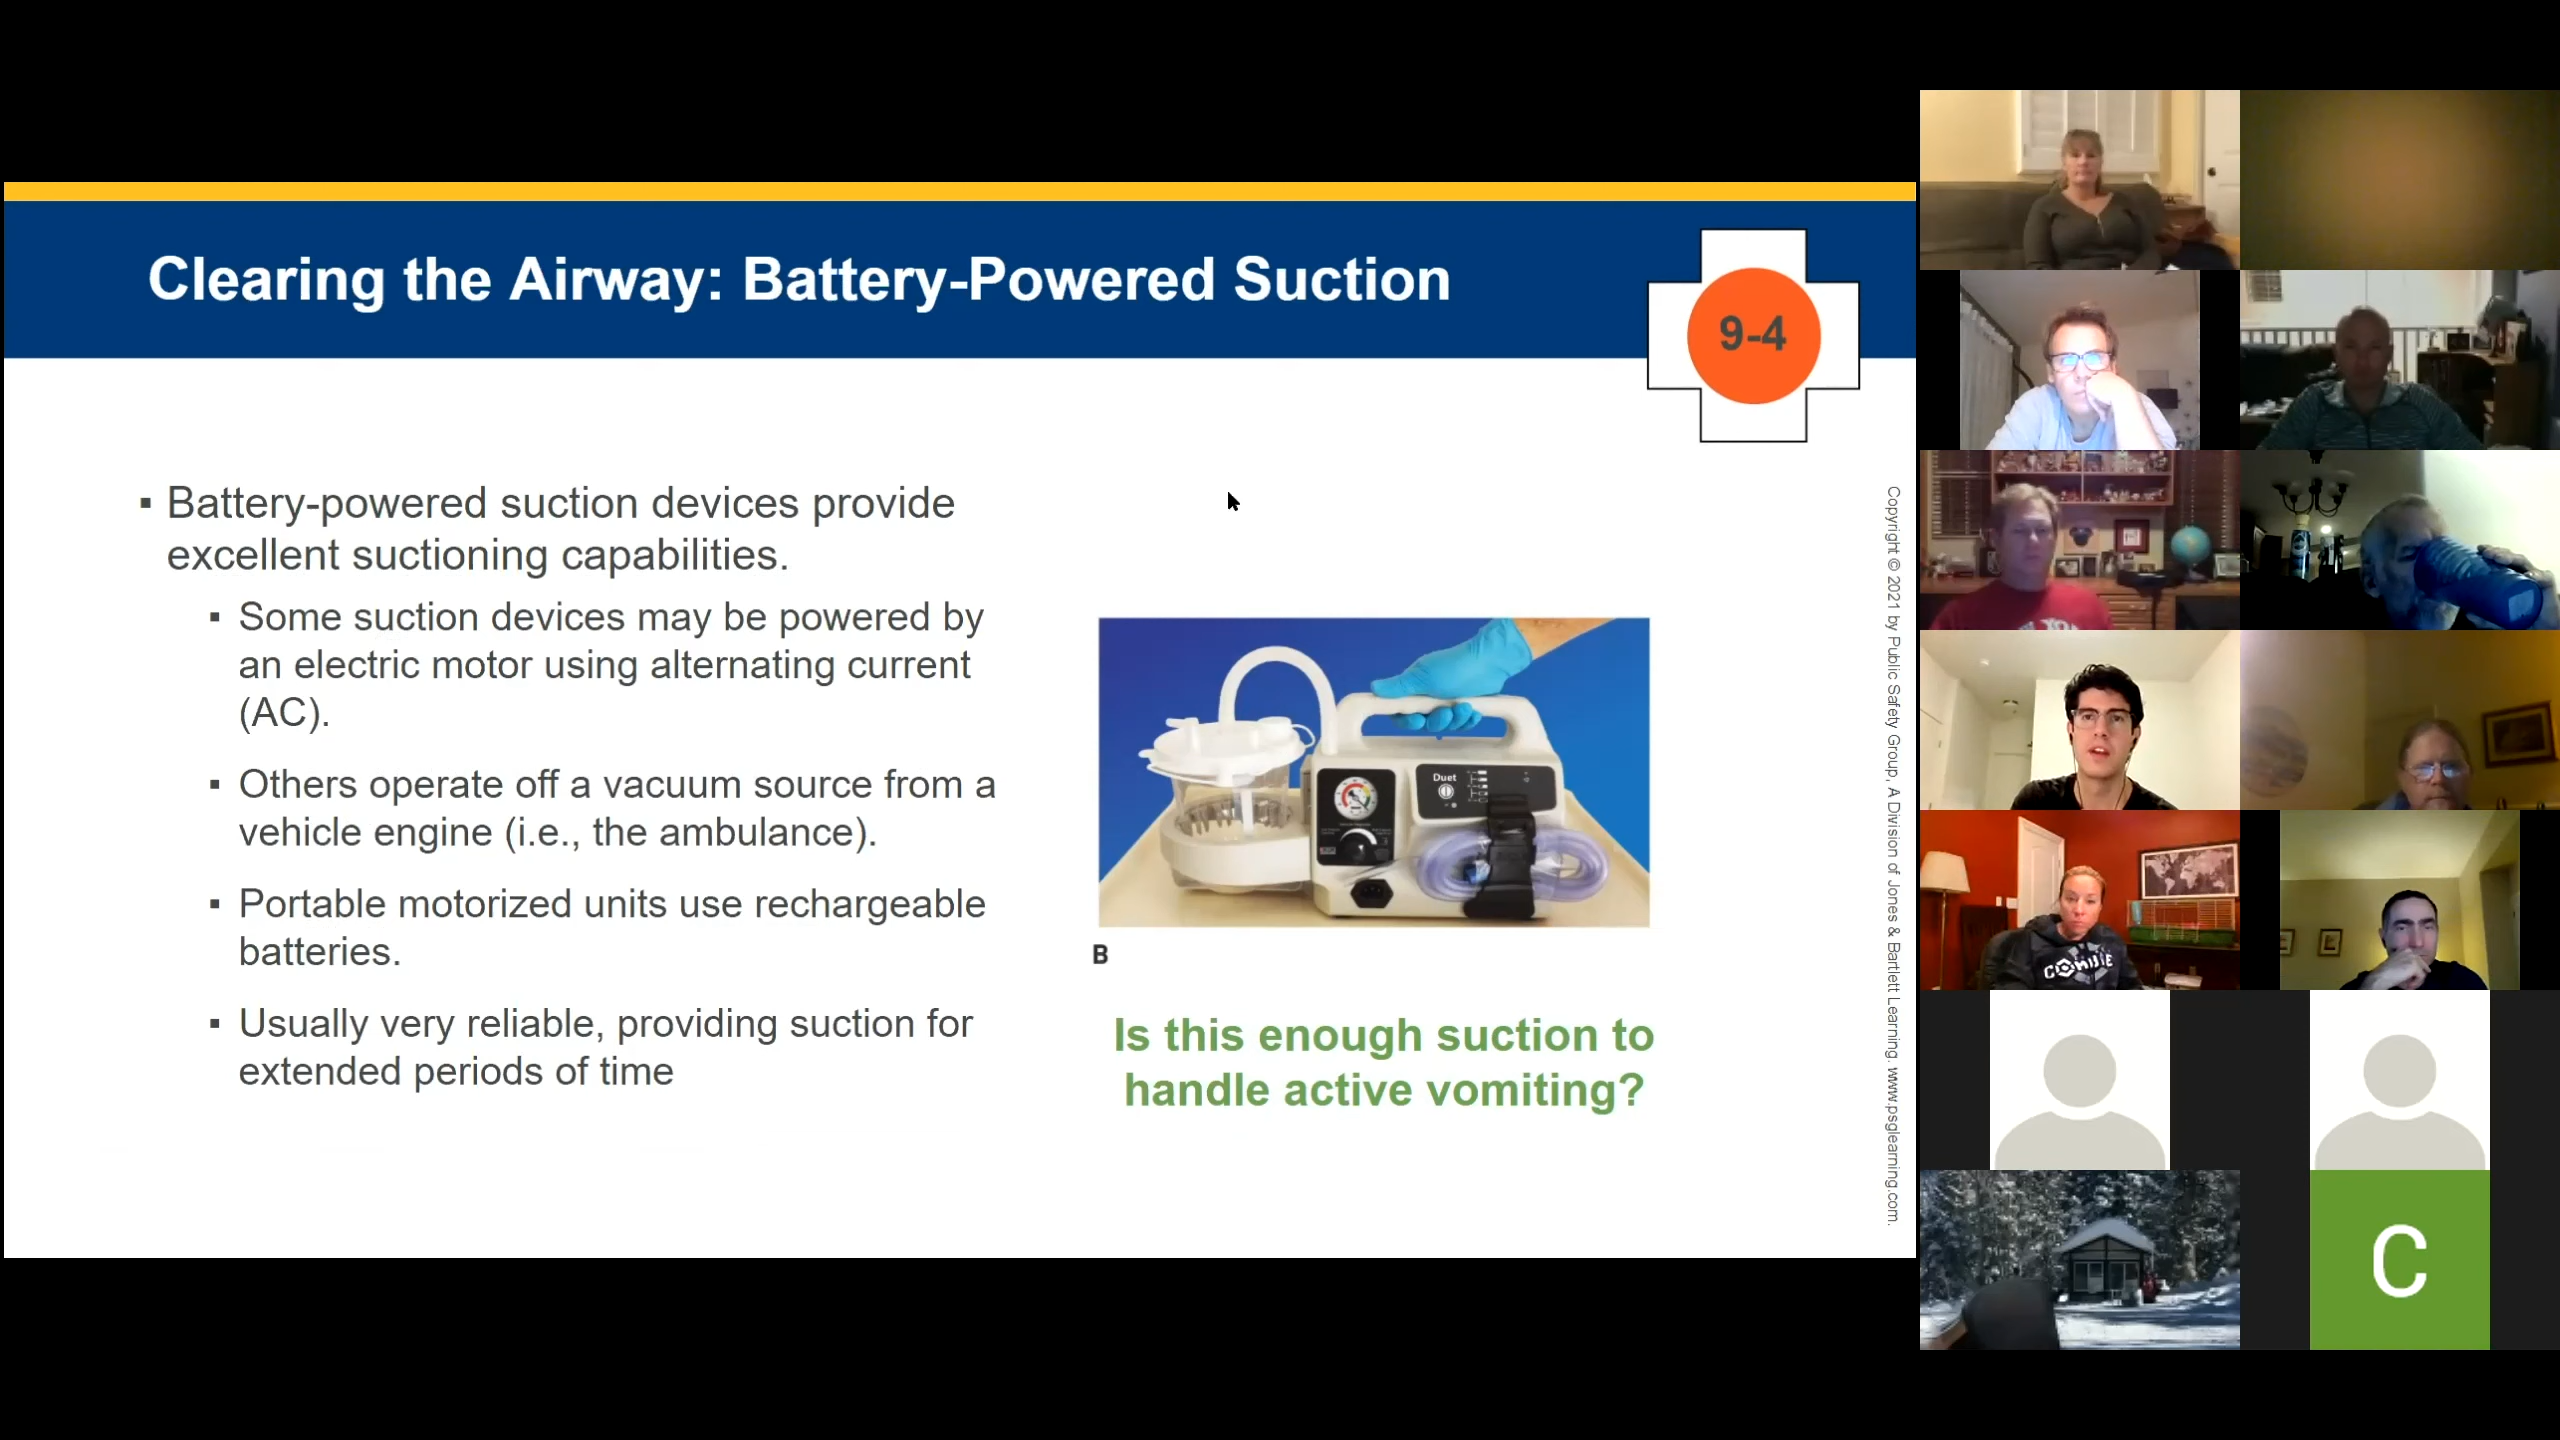 Clearing the Airway: Battery-Powered Suction
9-4
▪ Battery-powered suction devices provide
excellent suctioning capabilities.
▪ Some suction devices may be powered by
an electric motor using alternating current
(AC).
▪ Others operate off a vacuum source from a
vehicle engine (i.e., the ambulance).
▪ Portable motorized units use rechargeable
batteries.
▪ Usually very reliable, providing suction for
extended periods of time
Duet
B
Is this enough suction to
handle active vomiting?
Copyright © 2021 by Public Safety Group, A Division of Jones & Bartlett Learning. www.psglearning.com.
C